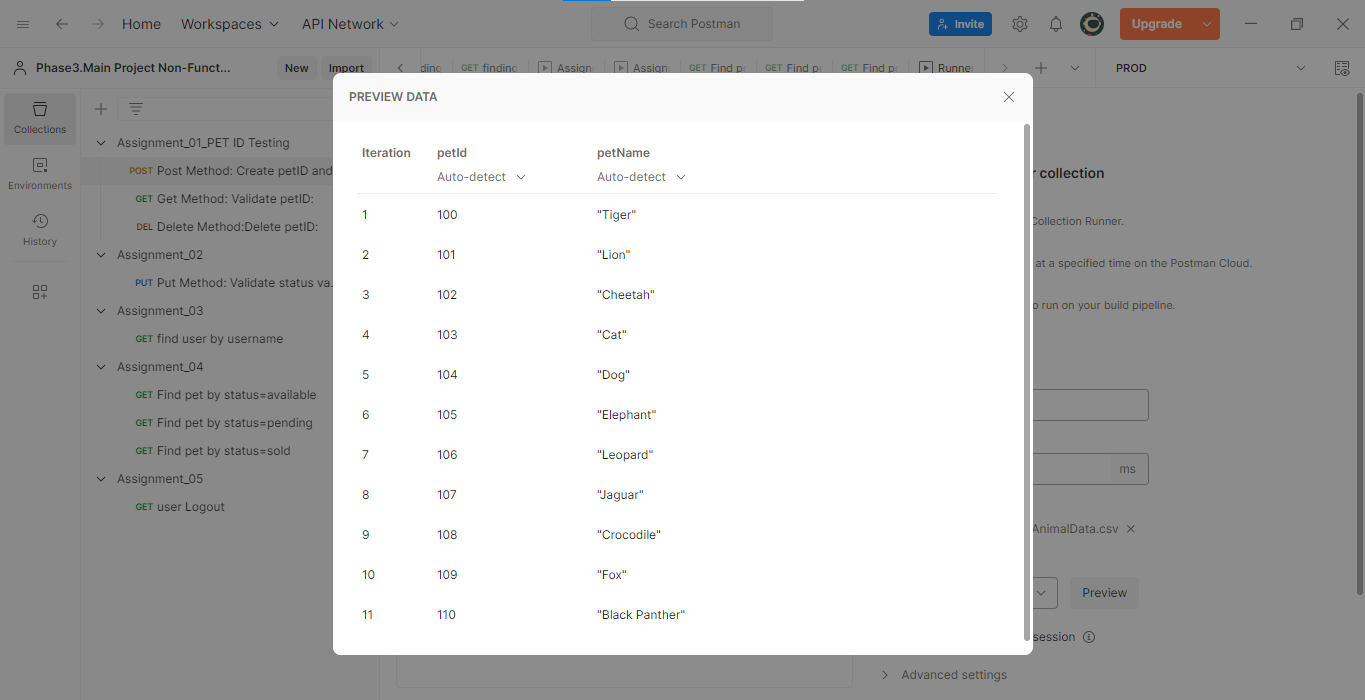 Home Workspaces API Network Search Postman Invite Upgrade
Phase3.Main Project Non-Funct... New Import GET finding Assign Assign GET Find GET Find GET Find Runne PROD
Collections
Environments
History
Assignment_01_PET ID Testing
POST Post Method: Create petID and
GET Get Method: Validate petID:
DEL Delete Method:Delete petID:
Assignment_02
PUT Put Method: Validate status va...
Assignment_03
GET find user by username
Assignment_04
GET Find pet by status=available
GET Find pet by status=pending
GET Find pet by status=sold
Assignment_05
GET user Logout
PREVIEW DATA
Iteration petId petName
Auto-detect Auto-detect
1 100 "Tiger"
2 101 "Lion"
3 102 "Cheetah"
4 103 "Cat"
5 104 "Dog"
6 105 "Elephant"
7 106 "Leopard"
8 107 "Jaguar"
9 108 "Crocodile"
10 109 "Fox"
11 110 "Black Panther"
collection
Collection Runner.
at a specified time on the Postman Cloud.
run on your build pipeline.
ms
AnimalData.csv
Preview
session
Advanced settings